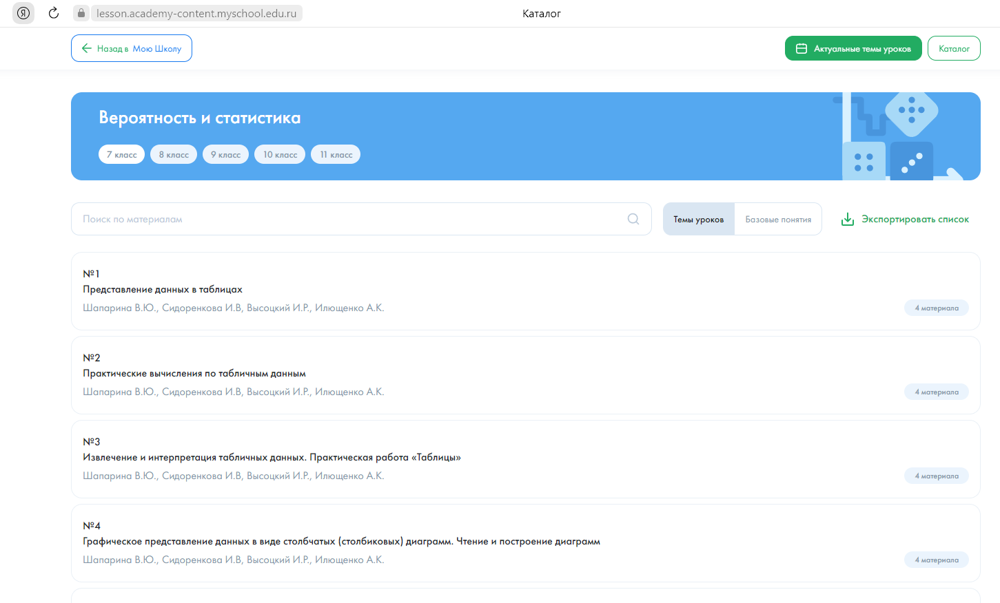 Я
lesson.academy-content.myschool.edu.ru
Каталог
Назад в Мою Школу
Актуальные темы уроков
Каталог
Вероятность и статистика
7 класс
8 класс
9 класс
10 класс
11 класс
Поиск по материалам
Темы уроков
Базовые понятия
Экспортировать список
№1
Представление данных в таблицах
Шапарина В.Ю., Сидоренкова И.В, Высоцкий И.Р., Илющенко А.К.
4 материала
№2
Практические вычисления по табличным данным
Шапарина В.Ю., Сидоренкова И.В, Высоцкий И.Р., Илющенко А.К.
4 материала
№3
Извлечение и интерпретация табличных данных. Практическая работа «Таблицы»
Шапарина В.Ю., Сидоренкова И.В, Высоцкий И.Р., Илющенко А.К.
4 материала
№4
Графическое представление данных в виде столбчатых (столбиковых) диаграмм. Чтение и построение диаграмм
Шапарина В.Ю., Сидоренкова И.В, Высоцкий И.Р., Илющенко А.К.
4 материала